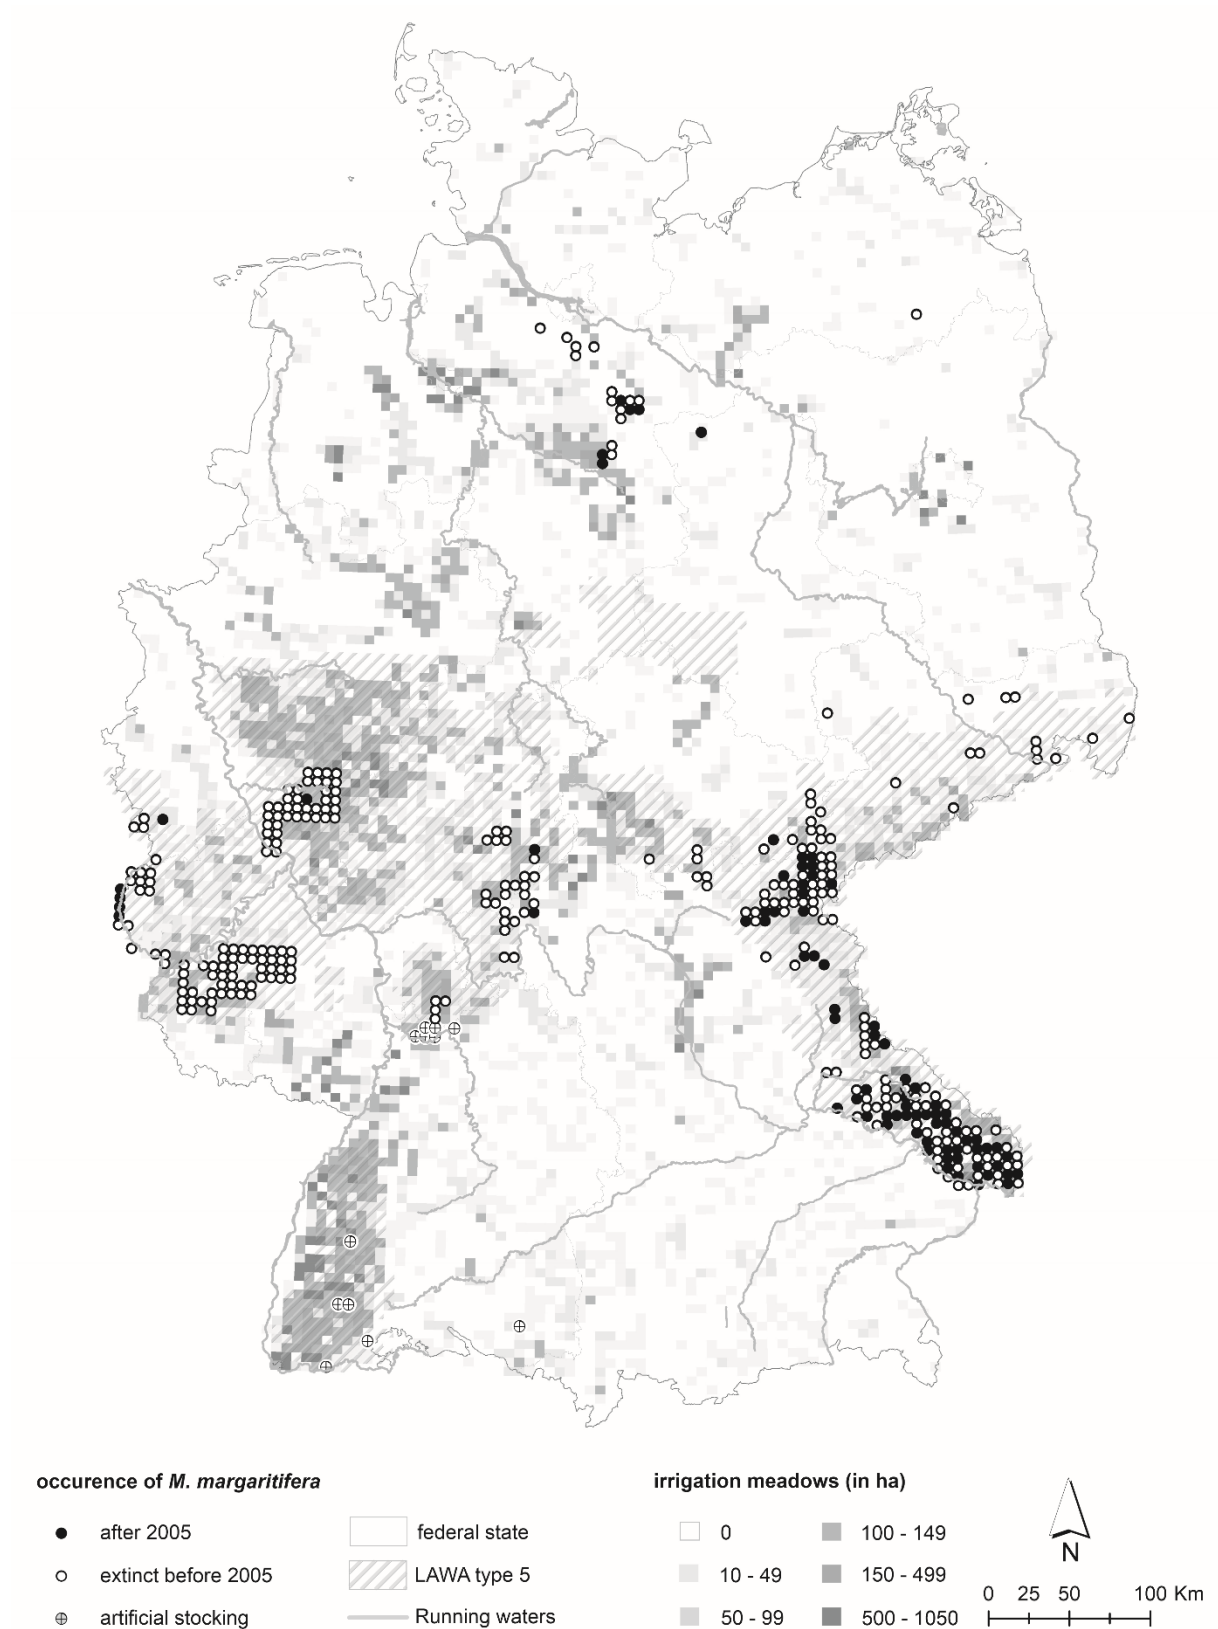 occurence of M. margaritifera
after 2005
extinct before 2005
artificial stocking
federal state
LAWA type 5
Running waters
irrigation meadows (in ha)
0
10 - 49
50 - 99
100 - 149
150 - 499
500 - 1050
N
0 25 50 100 Km